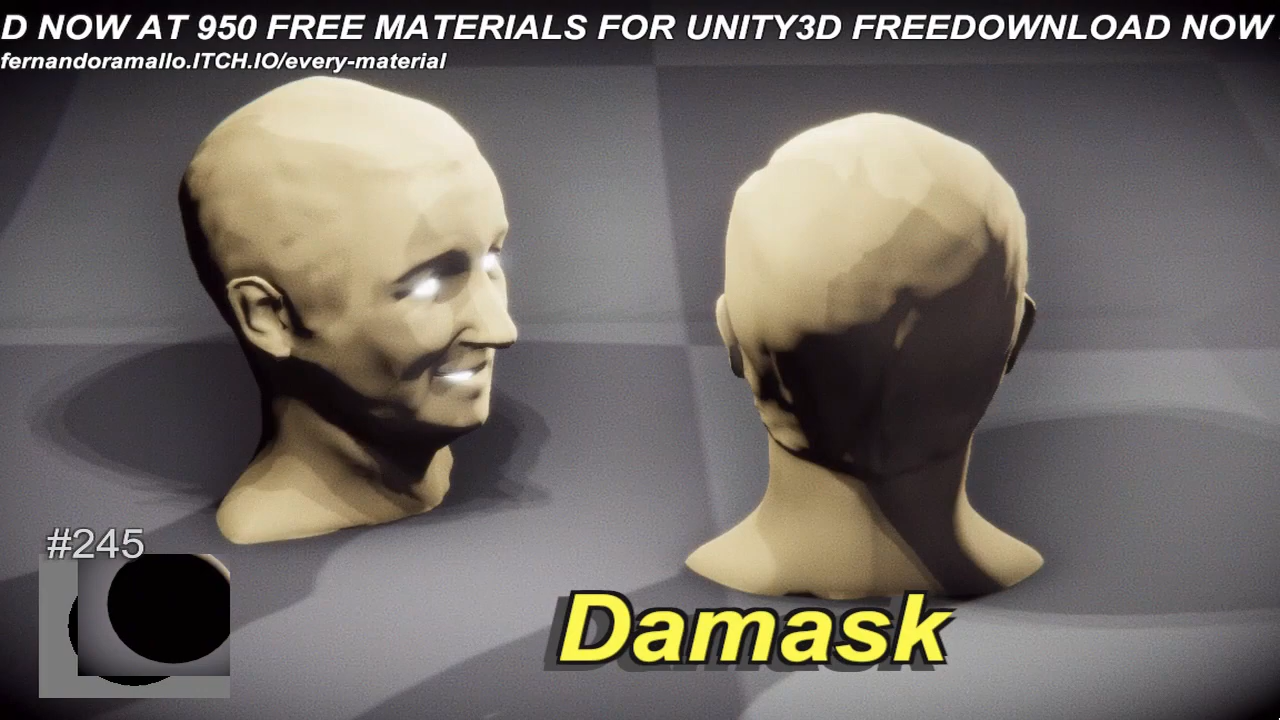 D NOW AT 950 FREE MATERIALS FOR UNITY3D FREEDOWNLOAD NOW
fernandoramallo.ITCH.IO/every-material
#245
Damask